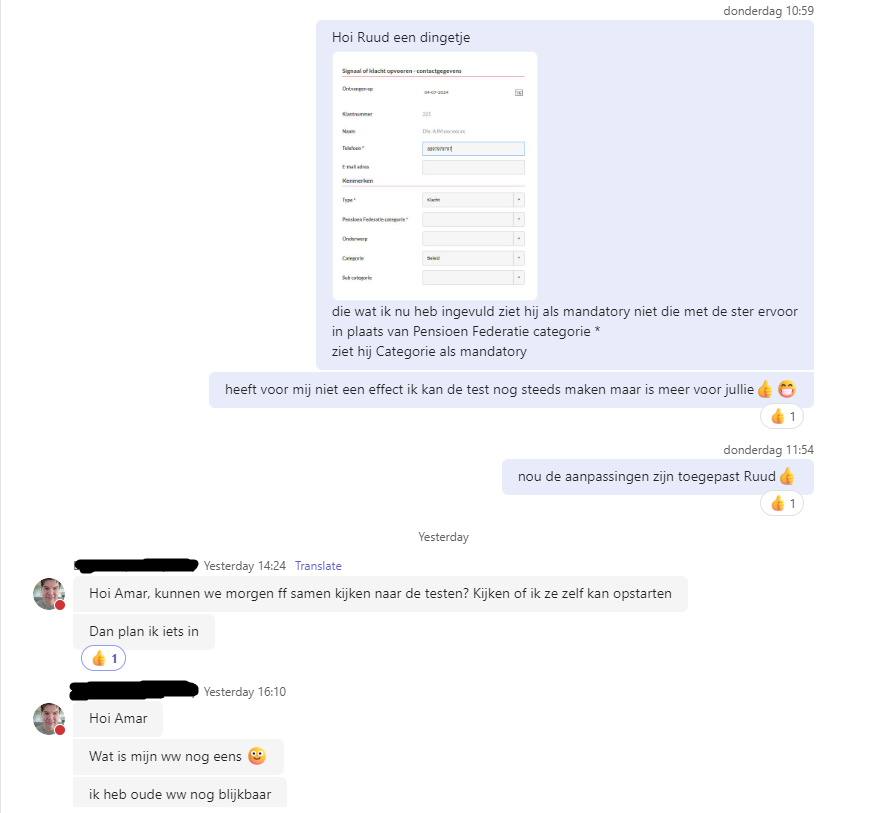 donderdag 10:59
Hoi Ruud een dingetje
Signaal of klacht opvoeren - contactgegevens
Ontvangen op
04-07-2024
Klantnummer
Naam
Telefoon *
E-mail adres
Kenmerken
Type *
Klacht
Pensioen Federatie categorie *
Onderwerp
Categorie
Beleid
Sub categorie
die wat ik nu heb ingevuld ziet hij als mandatory niet die met de ster ervoor
in plaats van Pensioen Federatie categorie *
ziet hij Categorie als mandatory
heeft voor mij niet een effect ik kan de test nog steeds maken maar is meer voor jullie👍😁
👍 1
donderdag 11:54
nou de aanpassingen zijn toegepast Ruud👍
👍 1
Yesterday
Yesterday 14:24 Translate
Hoi Amar, kunnen we morgen ff samen kijken naar de testen? Kijken of ik ze zelf kan opstarten
Dan plan ik iets in
👍 1
Yesterday 16:10
Hoi Amar
Wat is mijn ww nog eens 🙂
ik heb oude ww nog blijkbaar